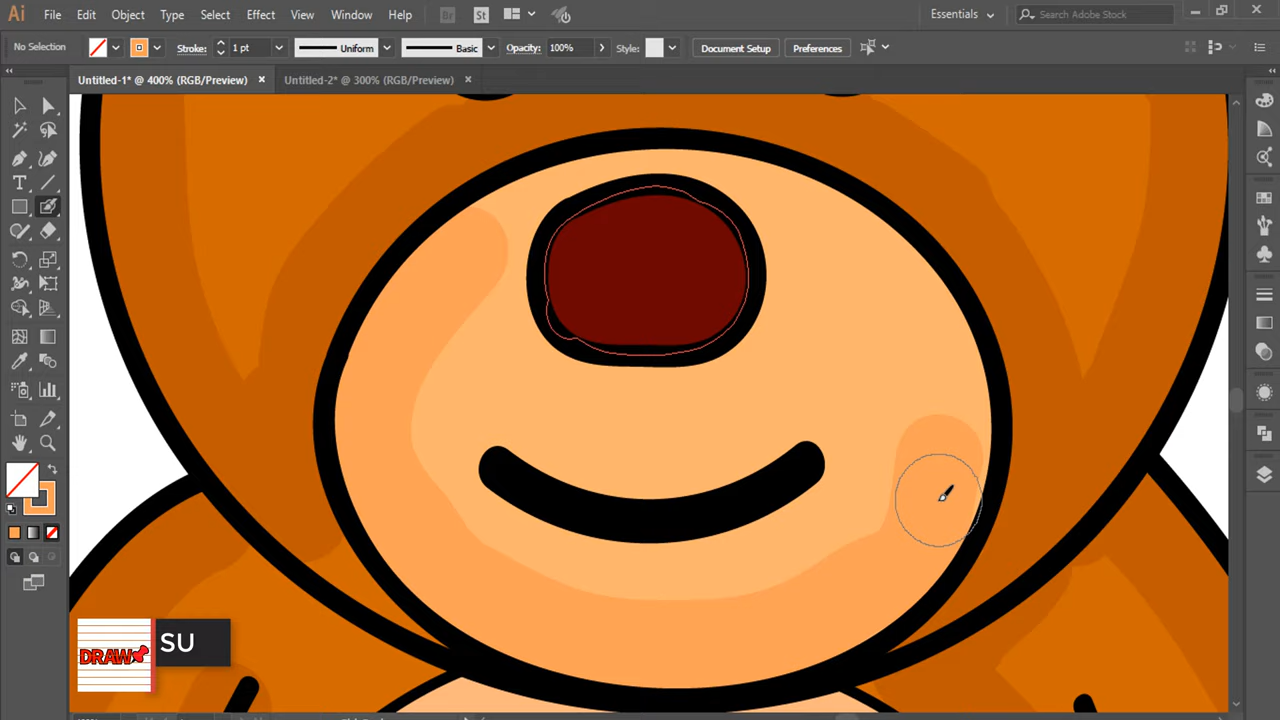 Ai File Edit Object Type Select Effect View Window Help Br St Essentials Search Adobe Stock
No Selection Stroke: 1 pt Uniform Basic Opacity: 100% Style: Document Setup Preferences
Untitled-1* @ 400% (RGB/Preview) × Untitled-2* @ 300% (RGB/Preview) ×
DRAW
SU